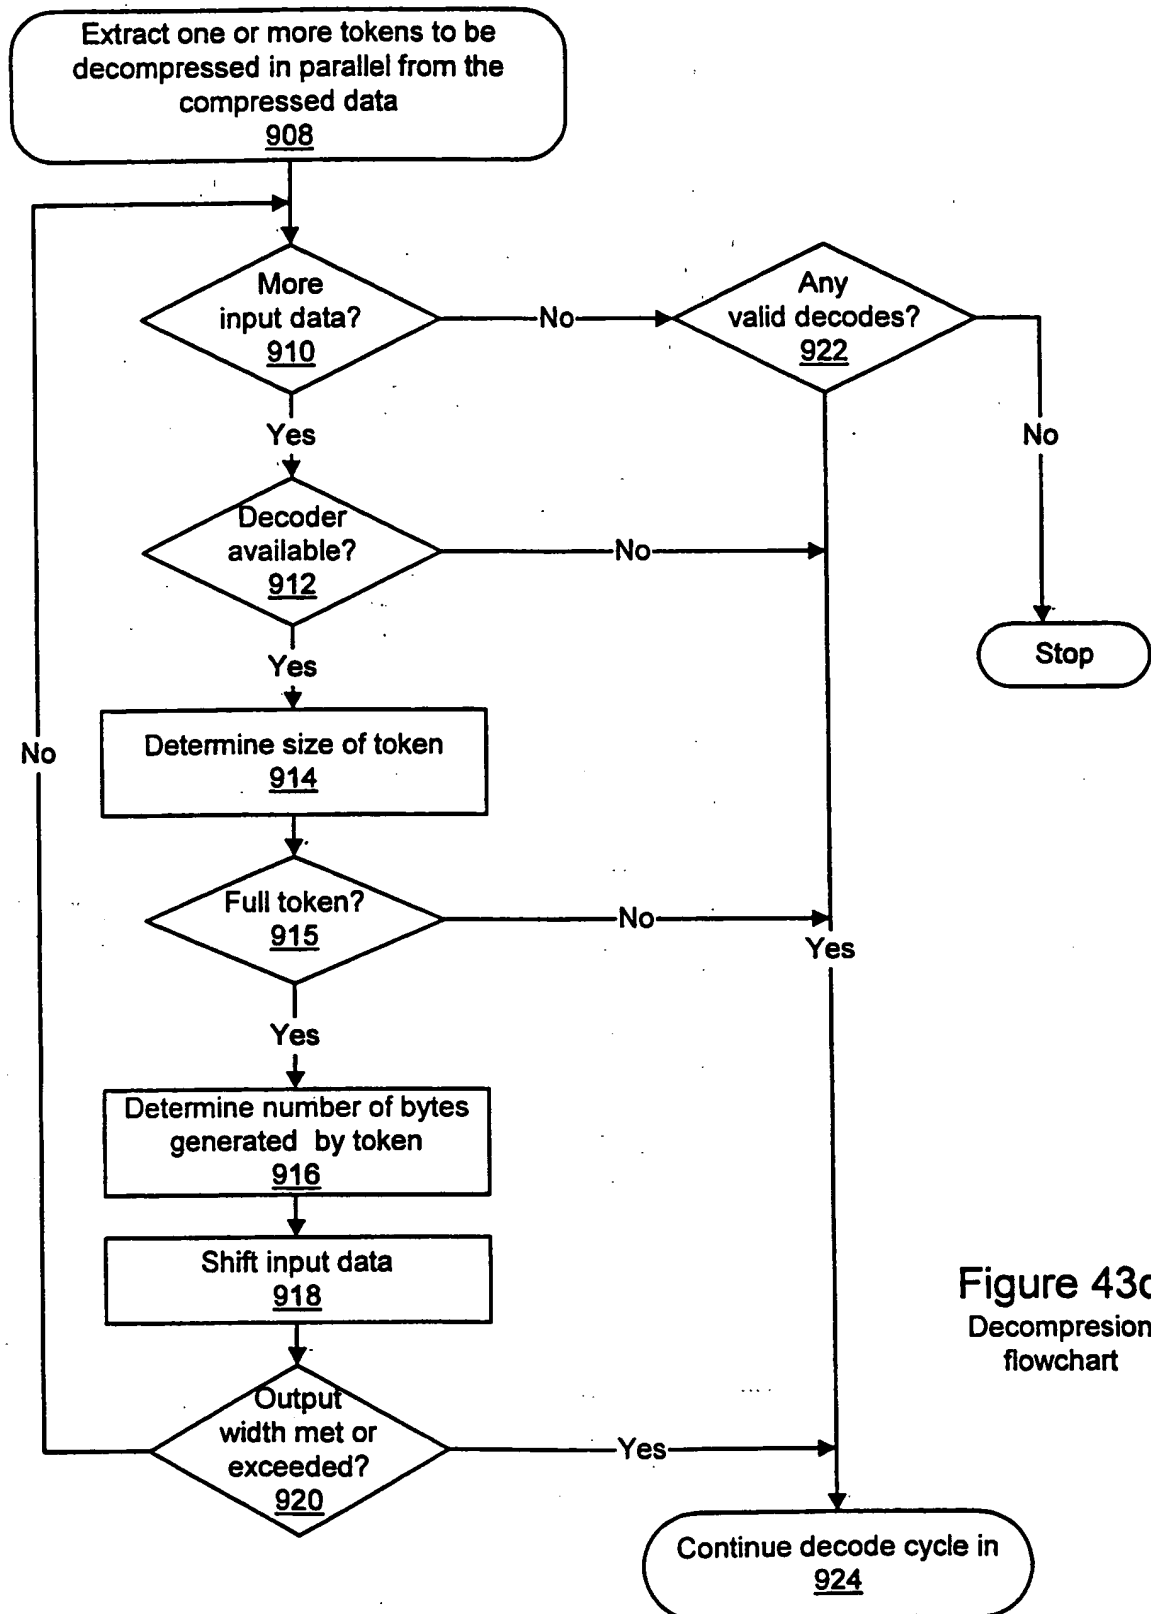 Extract one or more tokens to be
decompressed in parallel from the
compressed data
908
More
input data?
910
No
Any
valid decodes?
922
No
Yes
Decoder
available?
912
No
Stop
Yes
Determine size of token
914
No
Full token?
915
No
Yes
Yes
Determine number of bytes
generated by token
916
Shift input data
918
Figure 43c
Decompresion
flowchart
Output
width met or
exceeded?
920
Yes
Continue decode cycle in
924